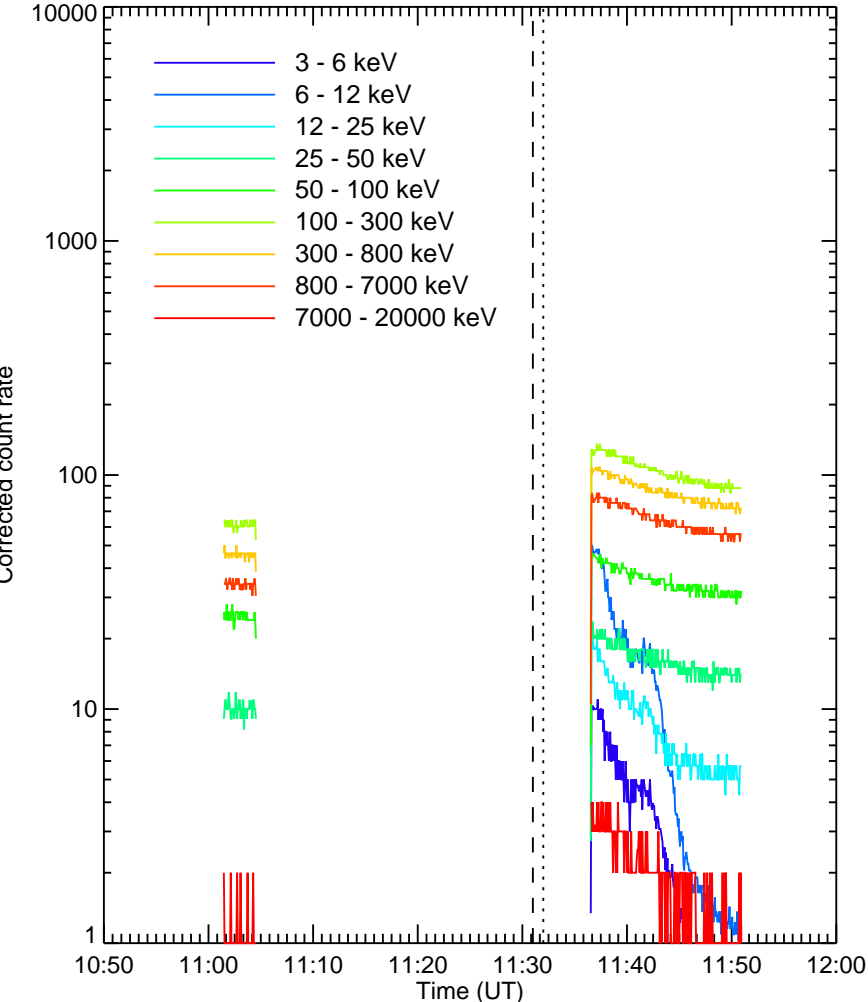 10000
1000
100
10
1
Corrected count rate
3 - 6 keV
6 - 12 keV
12 - 25 keV
25 - 50 keV
50 - 100 keV
100 - 300 keV
300 - 800 keV
800 - 7000 keV
7000 - 20000 keV
10:50 11:00 11:10 11:20 11:30 11:40 11:50 12:00
Time (UT)